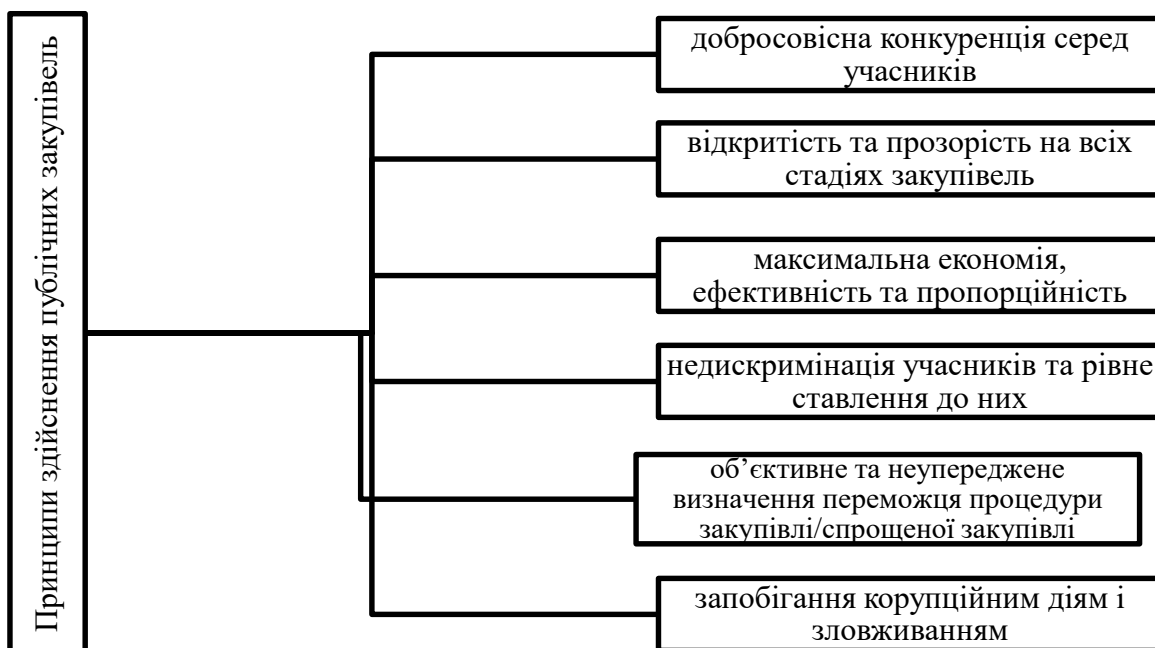 Принципи здійснення публічних закупівель
добросовісна конкуренція серед
учасників
відкритість та прозорість на всіх
стадіях закупівель
максимальна економія,
ефективність та пропорційність
недискримінація учасників та рівне
ставлення до них
об’єктивне та неупереджене
визначення переможця процедури
закупівлі/спрощеної закупівлі
запобігання корупційним діям і
зловживанням